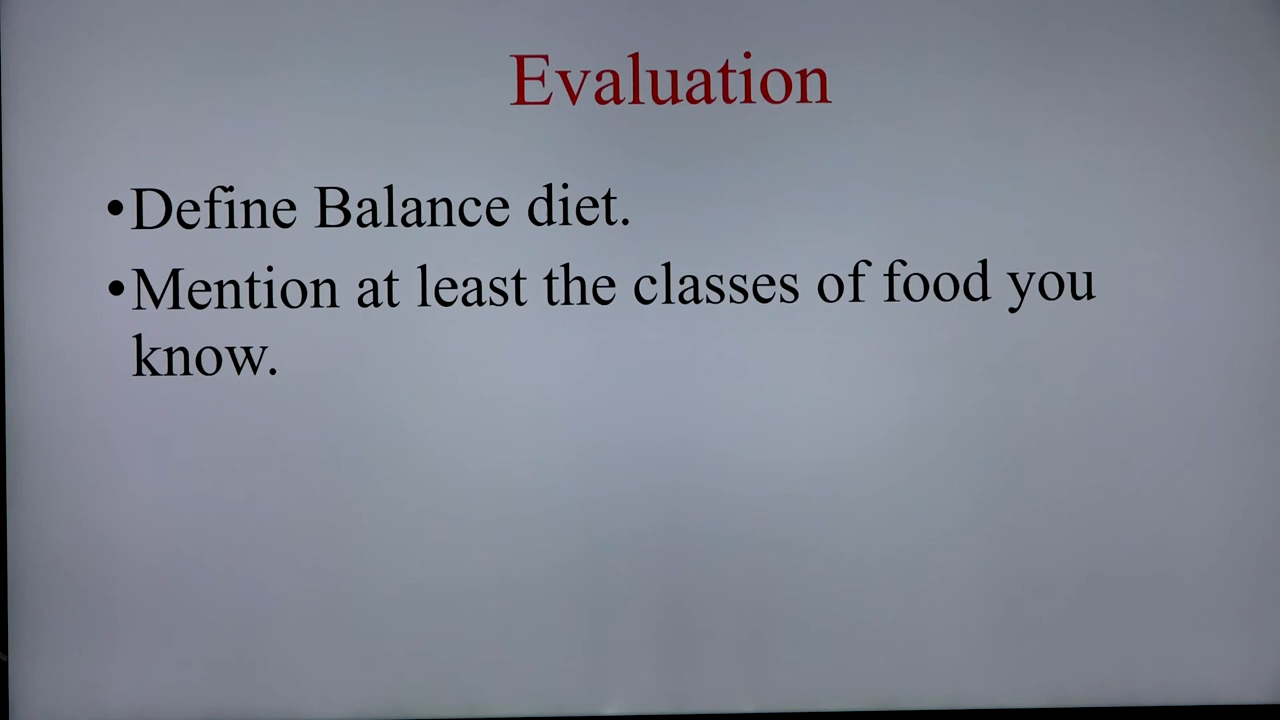 Evaluation
•Define Balance diet.
•Mention at least the classes of food you
know.